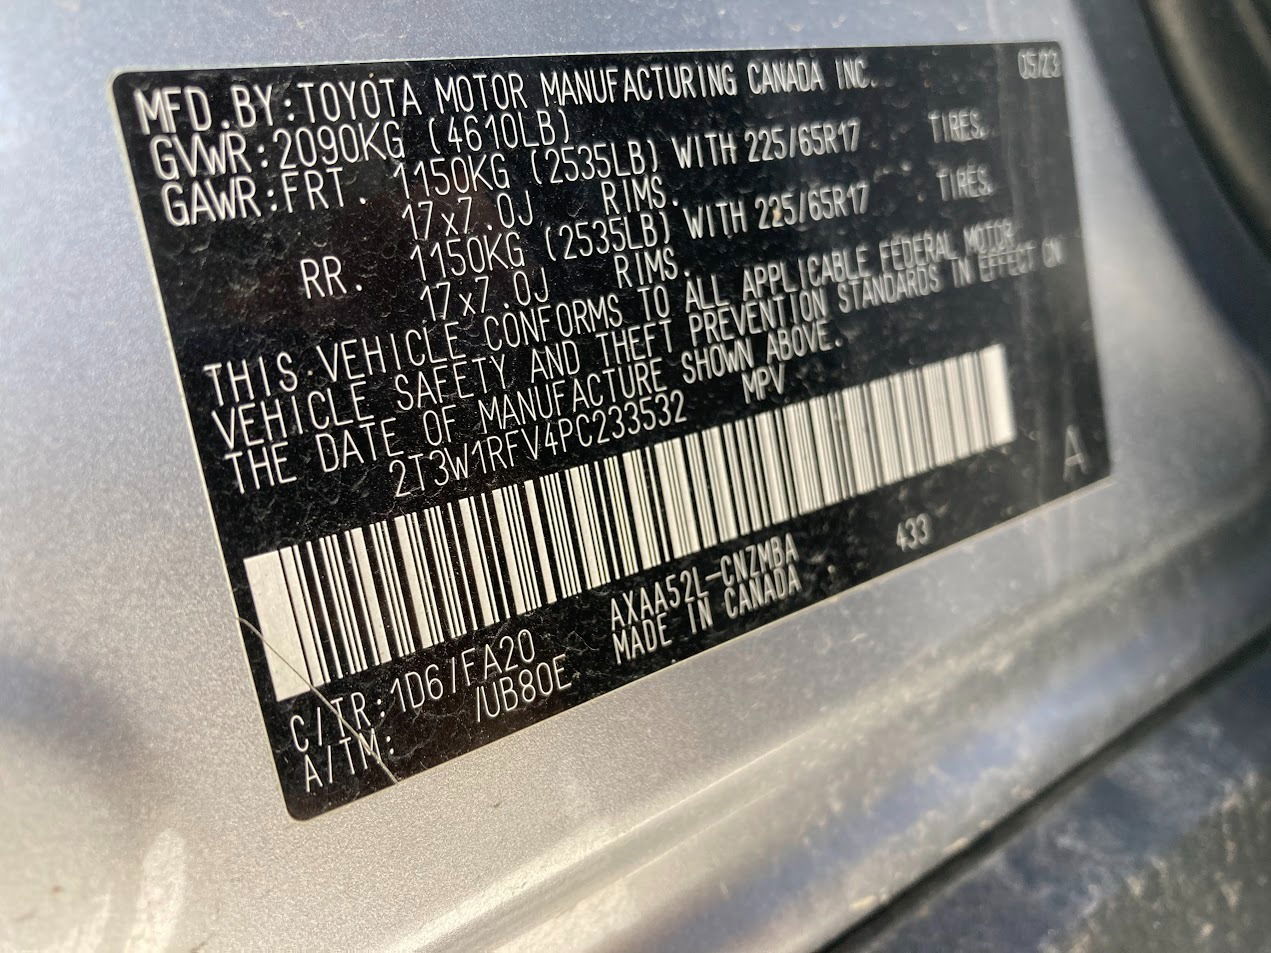 MFD.BY:TOYOTA MOTOR MANUFACTURING CANADA INC. 05/23
GVWR:2090KG (4610LB)
GAWR:FRT. 1150KG (2535LB) WITH 225/65R17 TIRES.
17x7.0J RIMS.
RR. 1150KG (2535LB) WITH 225/65R17 TIRES.
17x7.0J RIMS.
THIS VEHICLE CONFORMS TO ALL APPLICABLE FEDERAL MOTOR
VEHICLE SAFETY AND THEFT PREVENTION STANDARDS IN EFFECT ON
THE DATE OF MANUFACTURE SHOWN ABOVE.
2T3W1RFV4PC233532 MPV
A
C/TR:1D6/FA20 AXAA52L-CNZMBA 433
A/TM: /UB80E MADE IN CANADA